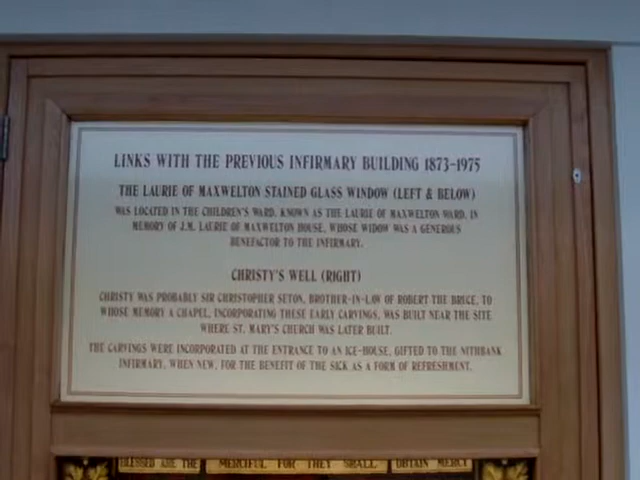 LINKS WITH THE PREVIOUS INFIRMARY BUILDING 1873-1975
THE LAURIE OF MAXWELTON STAINED GLASS WINDOW (LEFT & BELOW)
WAS LOCATED IN THE CHILDREN'S WARD, KNOWN AS THE LAURIE OF MAXWELTON WARD, IN
MEMORY OF J.M. LAURIE OF MAXWELTON HOUSE, WHOSE WIDOW WAS A GENEROUS
BENEFACTOR TO THE INFIRMARY.
CHRISTY'S WELL (RIGHT)
CHRISTY WAS PROBABLY SIR CHRISTOPHER SETON, BROTHER-IN-LAW OF ROBERT THE BRUCE, TO
WHOSE MEMORY A CHAPEL, INCORPORATING THESE EARLY CARVINGS, WAS BUILT NEAR THE SITE
WHERE ST. MARY'S CHURCH WAS LATER BUILT.
THE CARVINGS WERE INCORPORATED AT THE ENTRANCE TO AN ICE-HOUSE, GIFTED TO THE NITHBANK
INFIRMARY, WHEN NEW, FOR THE BENEFIT OF THE SICK AS A FORM OF REFRESHMENT.
BLESSED ARE THE MERCIFUL FOR THEY SHALL OBTAIN MERCY